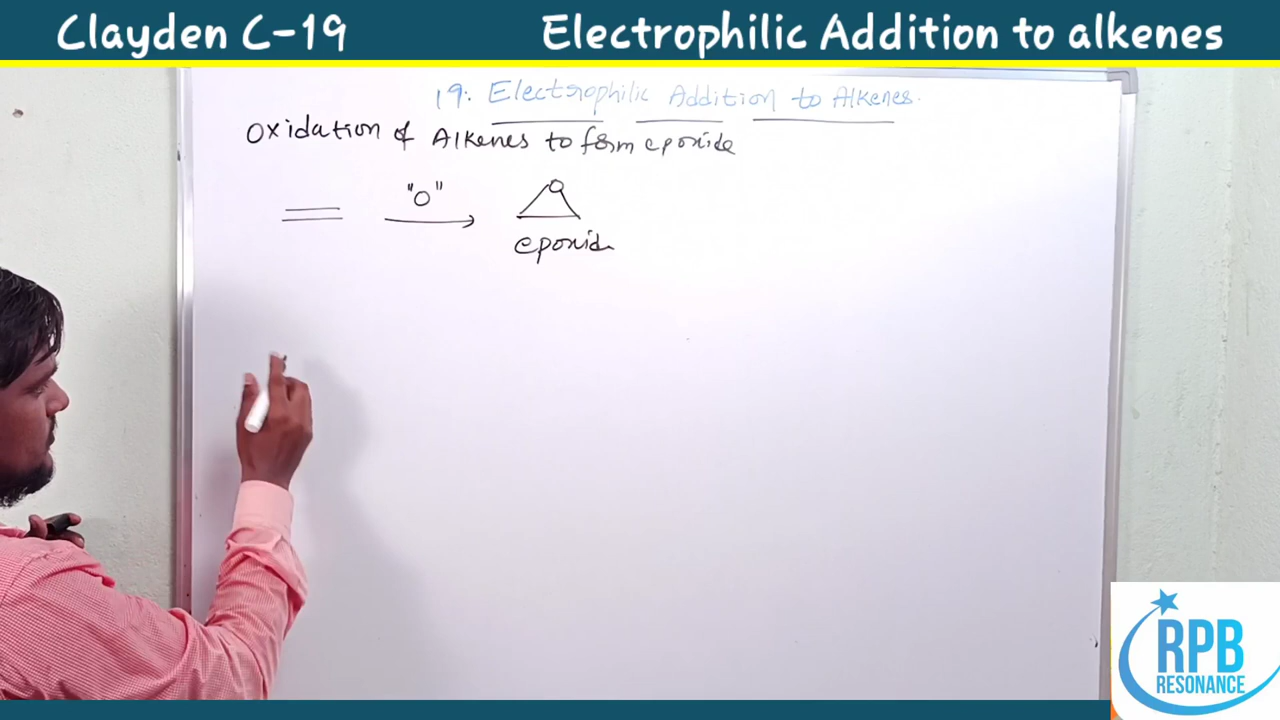 Clayden C-19 Electrophilic Addition to alkenes
19. Electrophilic Addition to Alkenes.
Oxidation of Alkenes to form epoxide
"O"
O
epoxide
RPB
RESONANCE